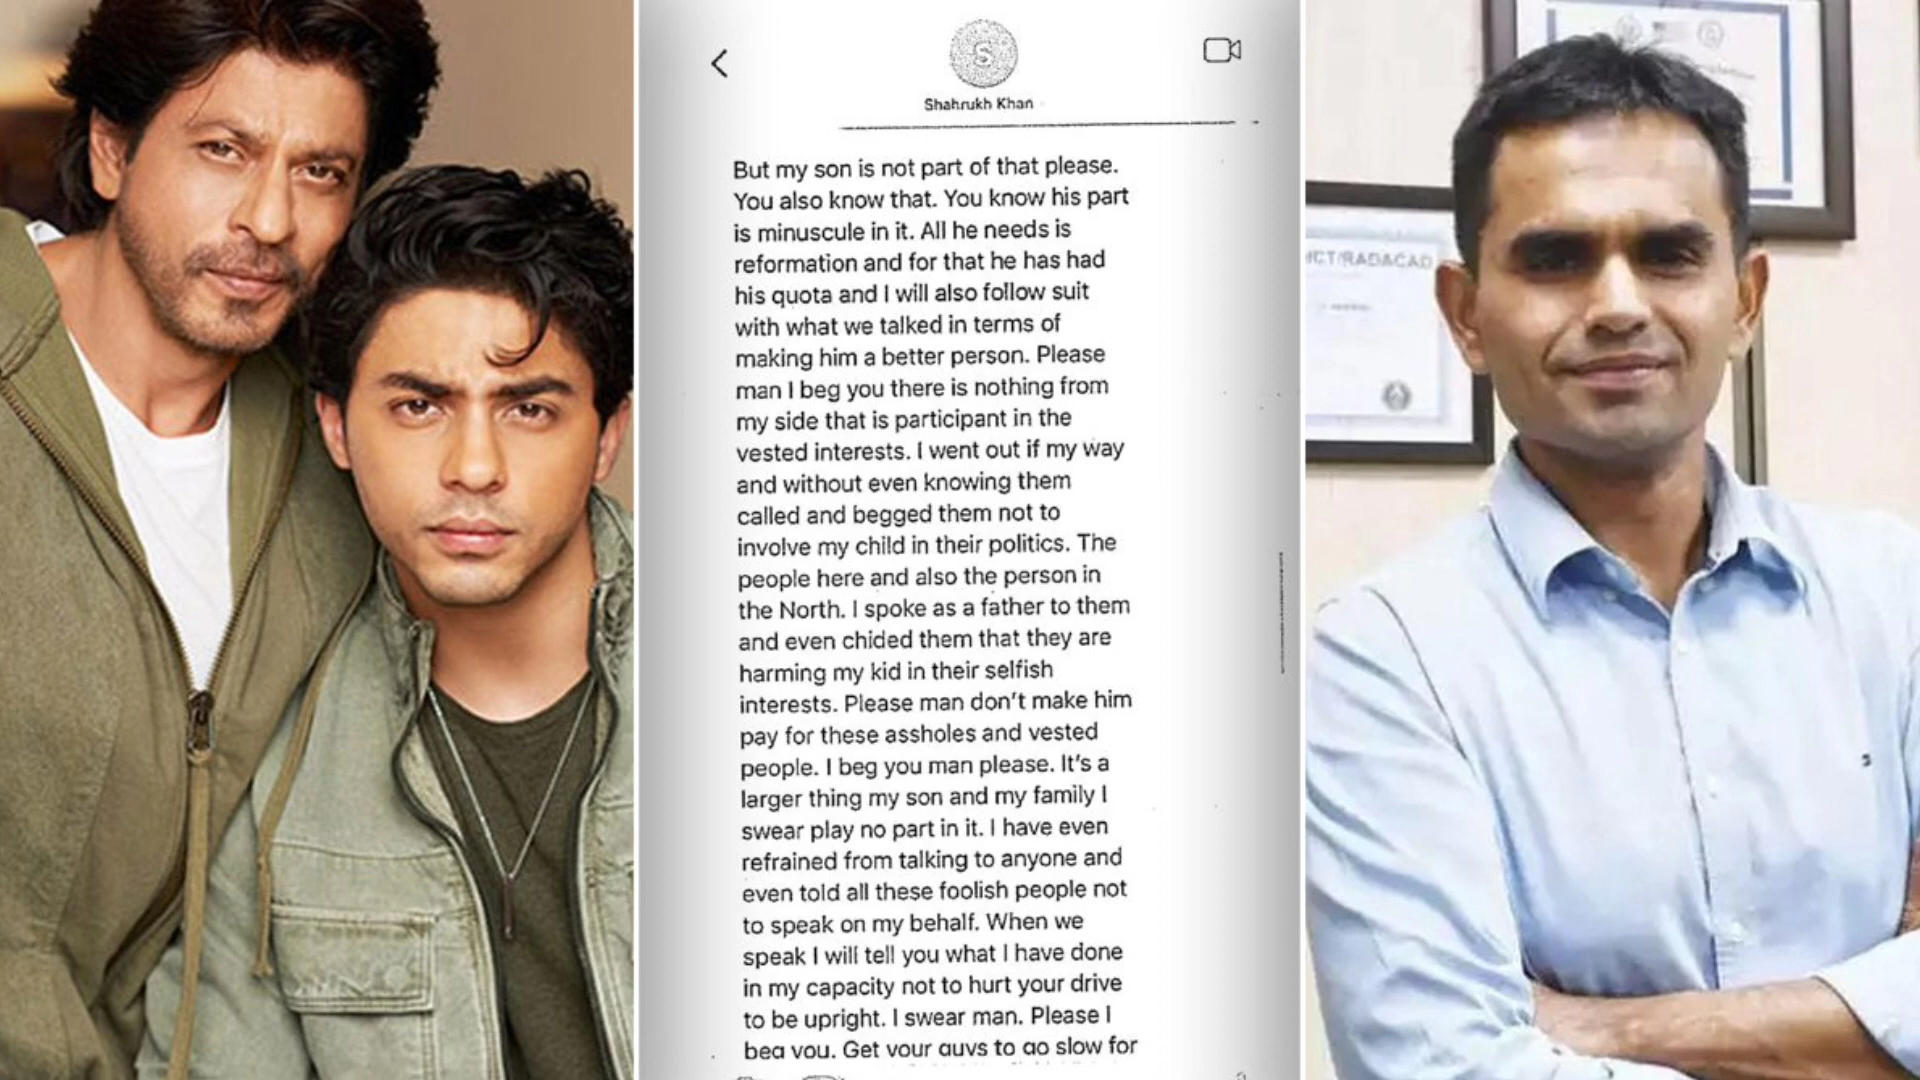 S
Shahrukh Khan
But my son is not part of that please.
You also know that. You know his part
is minuscule in it. All he needs is
reformation and for that he has had
his quota and I will also follow suit
with what we talked in terms of
making him a better person. Please
man I beg you there is nothing from
my side that is participant in the
vested interests. I went out if my way
and without even knowing them
called and begged them not to
involve my child in their politics. The
people here and also the person in
the North. I spoke as a father to them
and even chided them that they are
harming my kid in their selfish
interests. Please man don't make him
pay for these assholes and vested
people. I beg you man please. It's a
larger thing my son and my family I
swear play no part in it. I have even
refrained from talking to anyone and
even told all these foolish people not
to speak on my behalf. When we
speak I will tell you what I have done
in my capacity not to hurt your drive
to be upright. I swear man. Please I
beg you. Get your guys to go slow for